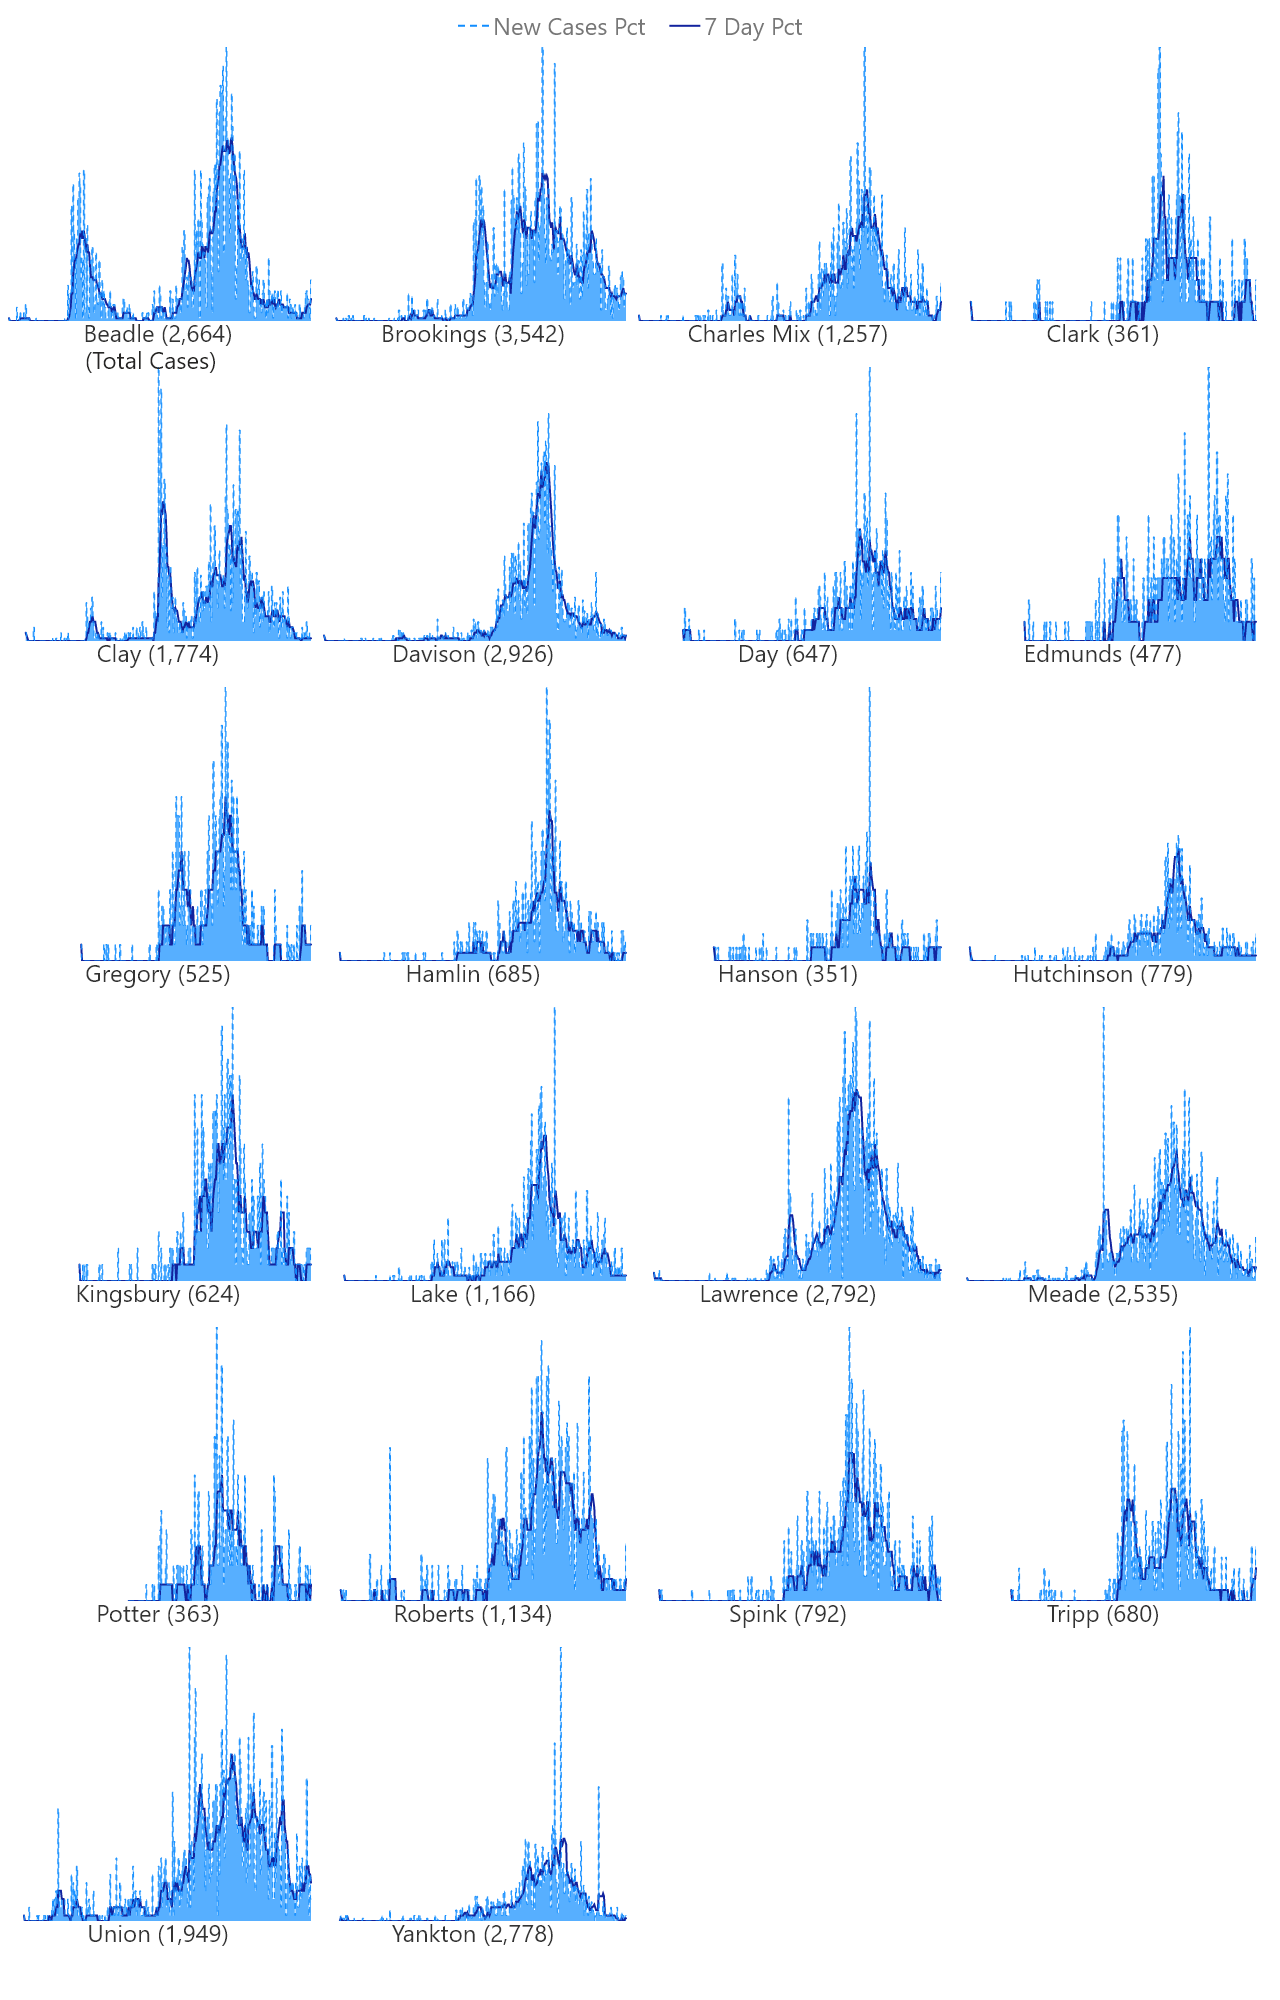 New Cases Pct 7 Day Pct
Beadle (2,664) Brookings (3,542) Charles Mix (1,257) Clark (361)
(Total Cases)
Clay (1,774) Davison (2,926) Day (647) Edmunds (477)
Gregory (525) Hamlin (685) Hanson (351) Hutchinson (779)
Kingsbury (624) Lake (1,166) Lawrence (2,792) Meade (2,535)
Potter (363) Roberts (1,134) Spink (792) Tripp (680)
Union (1,949) Yankton (2,778)